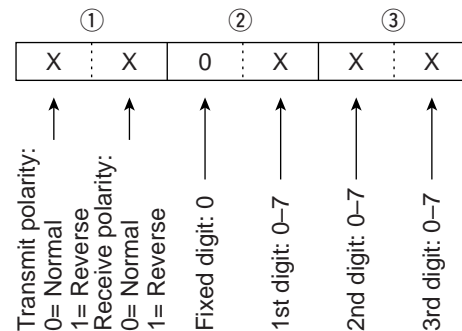 ① ② ③
X X 0 X X X
Transmit polarity:
0= Normal
1= Reverse
Receive polarity:
0= Normal
1= Reverse
Fixed digit: 0
1st digit: 0–7
2nd digit: 0–7
3rd digit: 0–7